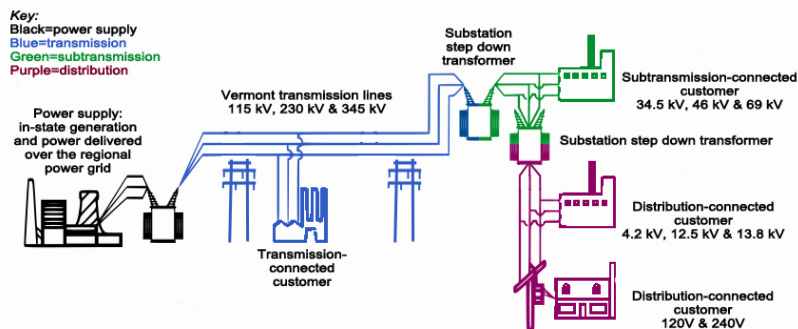 Key:
Black=power supply
Blue=transmission
Green=subtransmission
Purple=distribution
Power supply:
in-state generation
and power delivered
over the regional
power grid
Vermont transmission lines
115 kV, 230 kV & 345 kV
Transmission-
connected
customer
Substation
step down
transformer
Subtransmission-connected
customer
34.5 kV, 46 kV & 69 kV
Substation step down transformer
Distribution-connected
customer
4.2 kV, 12.5 kV & 13.8 kV
Distribution-connected
customer
120V & 240V